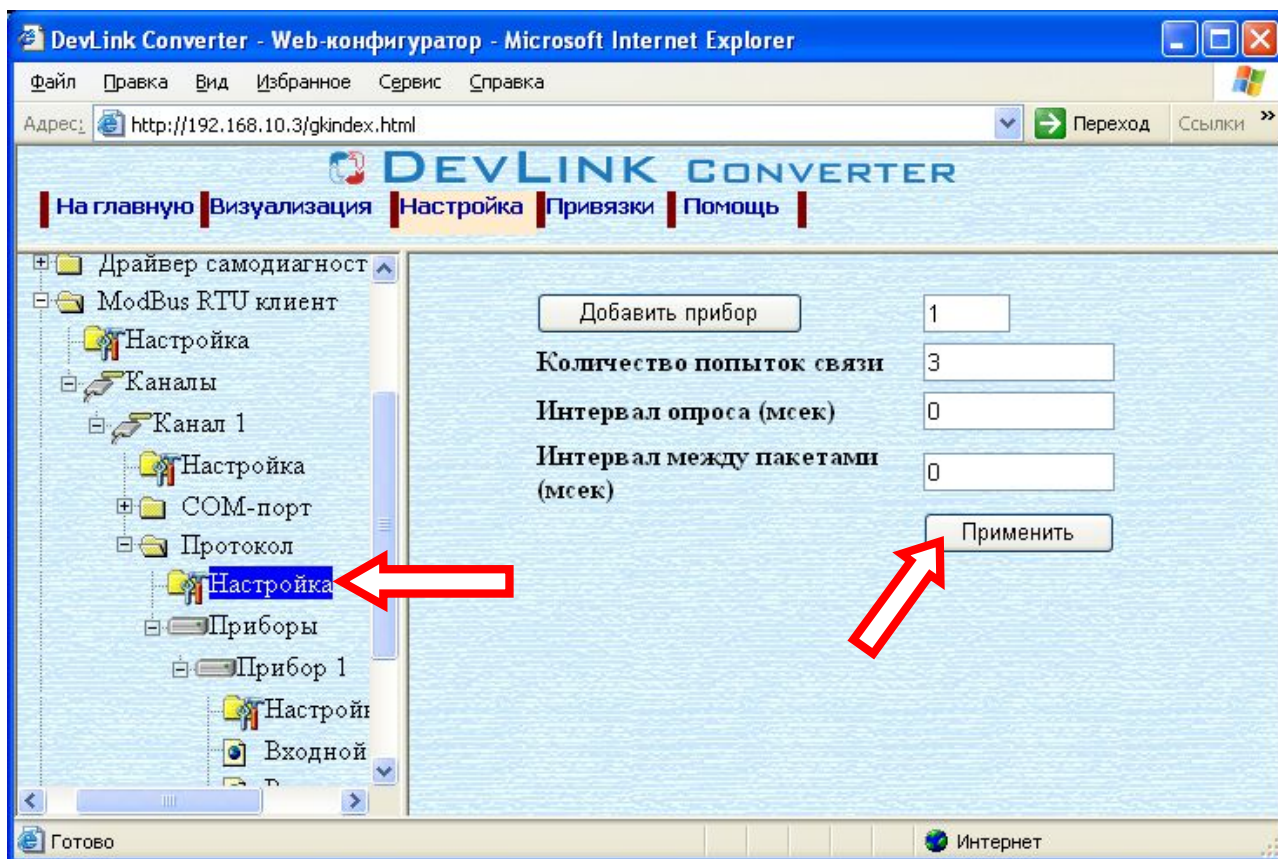 DevLink Converter - Web-конфигуратор - Microsoft Internet Explorer
Файл Правка Вид Избранное Сервис Справка
Адрес: http://192.168.10.3/gkindex.html Переход Ссылки »
DEVLINK CONVERTER
На главную Визуализация Настройка Привязки Помощь
Драйвер самодиагност
ModBus RTU клиент
Настройка
Каналы
Канал 1
Настройка
COM-порт
Протокол
Настройка
Приборы
Прибор 1
Входной
Добавить прибор 1
Количество попыток связи 3
Интервал опроса (мсек) 0
Интервал между пакетами
(мсек) 0
Применить
Готово Интернет